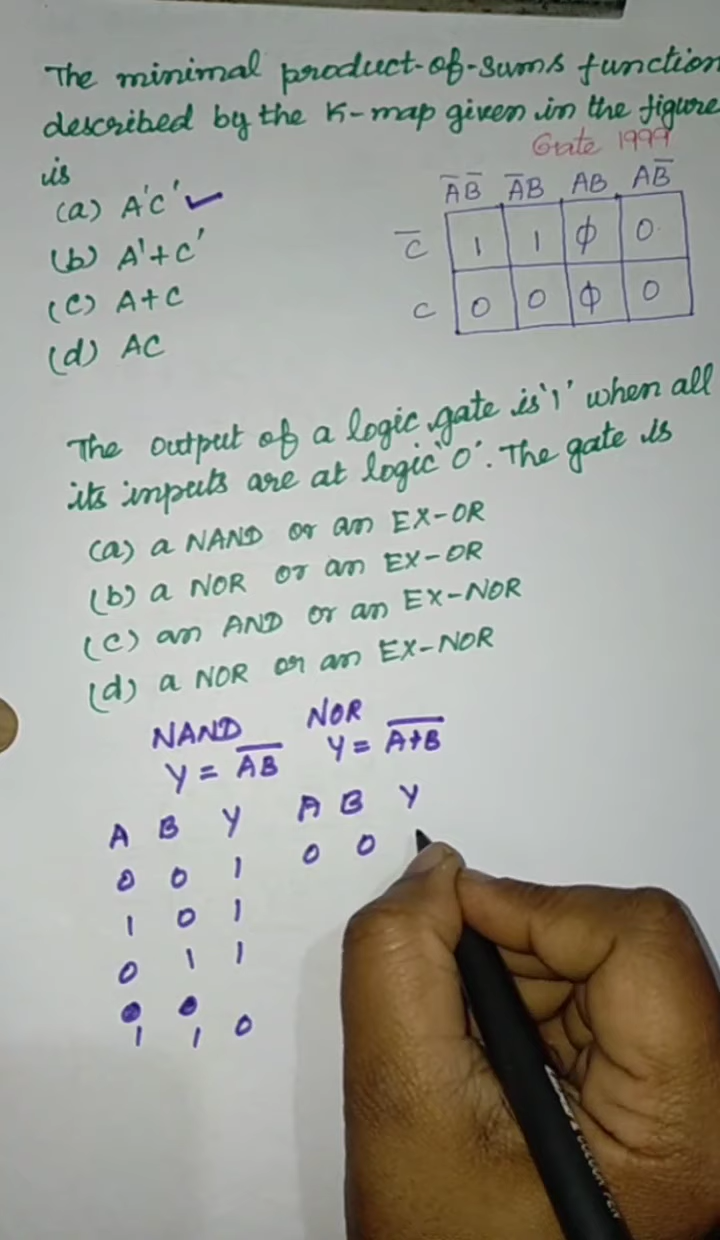 The minimal product-of-sums function
described by the K-map given in the figure
is
Gate 1999
(a) A'C' ✓
(b) A'+C'
(c) A+C
(d) AC
A̅B̅ A̅B AB AB̅
C̅ 1 1 ϕ 0
C 0 0 ϕ 0
The output of a logic gate is '1' when all
its inputs are at logic '0'. The gate is
(a) a NAND or an EX-OR
(b) a NOR or an EX-OR
(c) an AND or an EX-NOR
(d) a NOR or an EX-NOR
NAND NOR
Y = A̅B̅ Y = A̅+̅B̅
A B Y A B Y
0 0 1 0 0
1 0 1
0 1 1
1 1 0